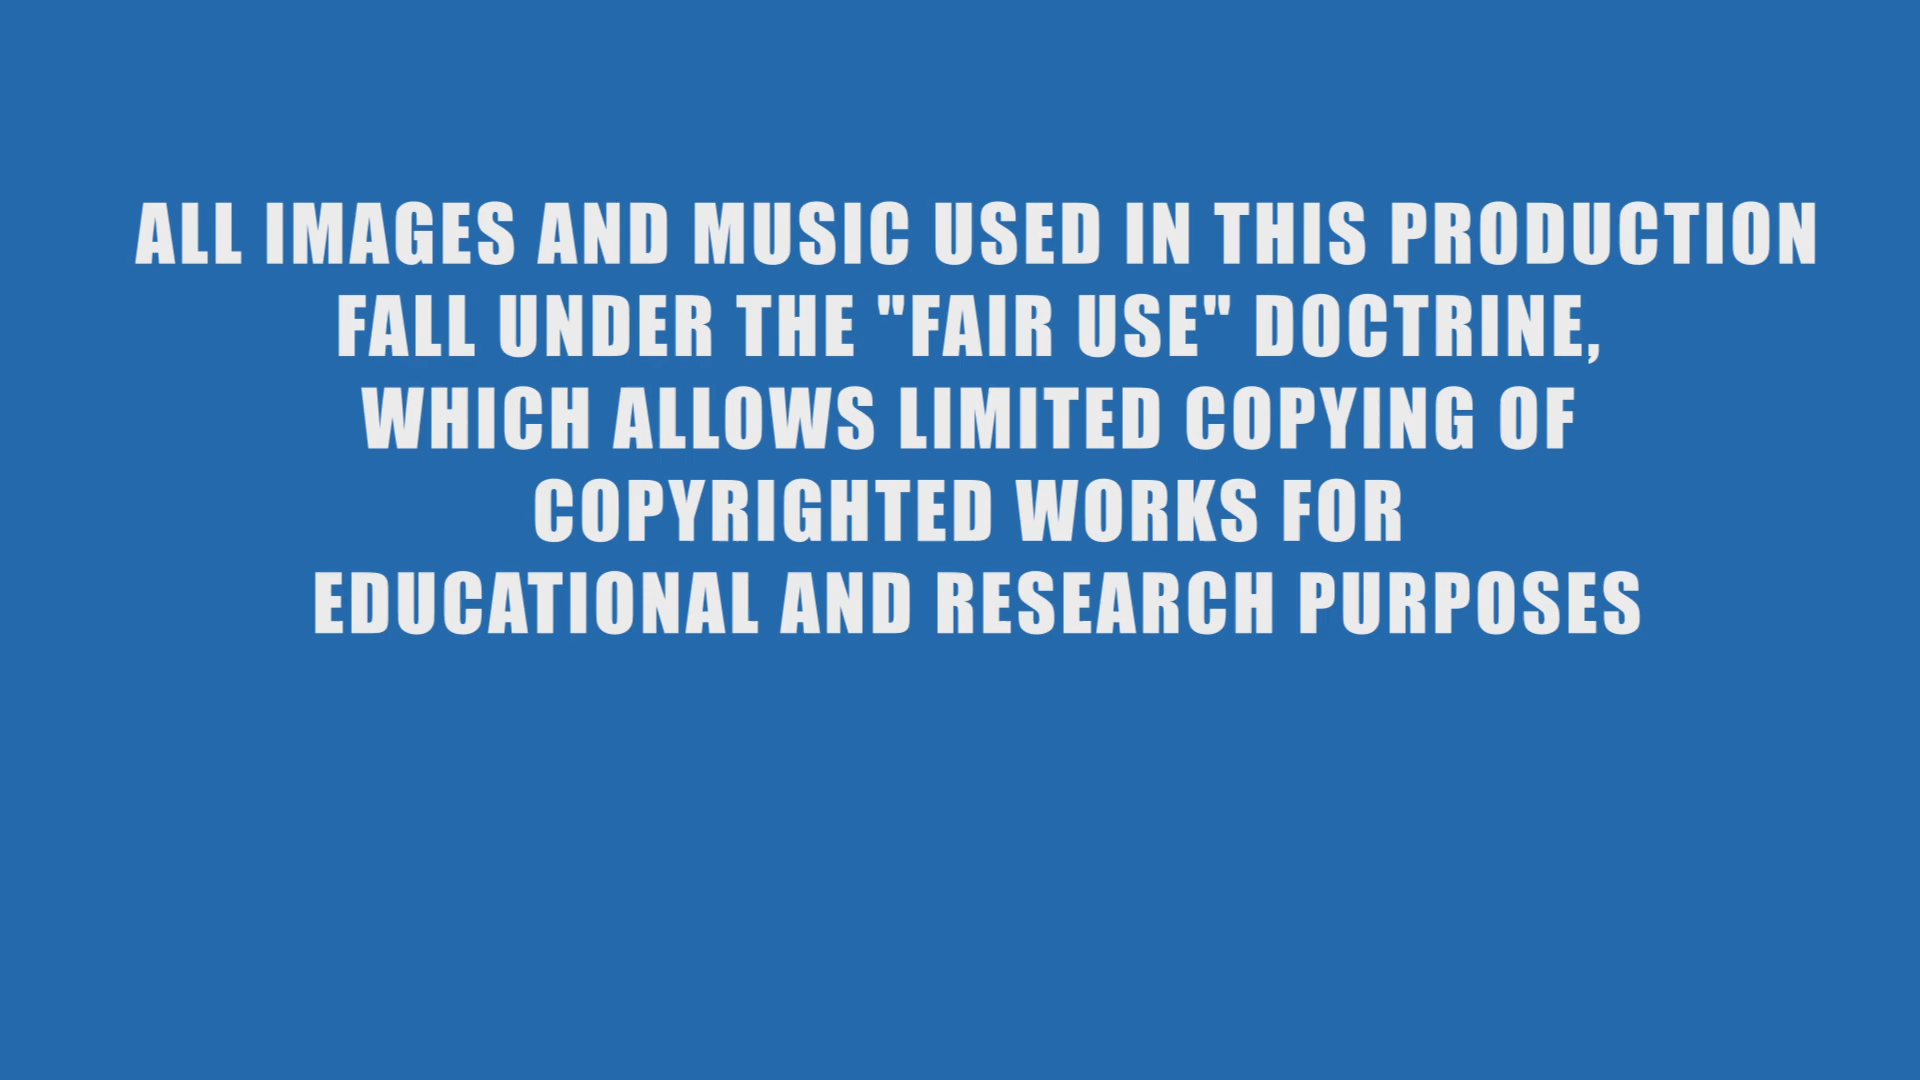 ALL IMAGES AND MUSIC USED IN THIS PRODUCTION
FALL UNDER THE "FAIR USE" DOCTRINE,
WHICH ALLOWS LIMITED COPYING OF
COPYRIGHTED WORKS FOR
EDUCATIONAL AND RESEARCH PURPOSES